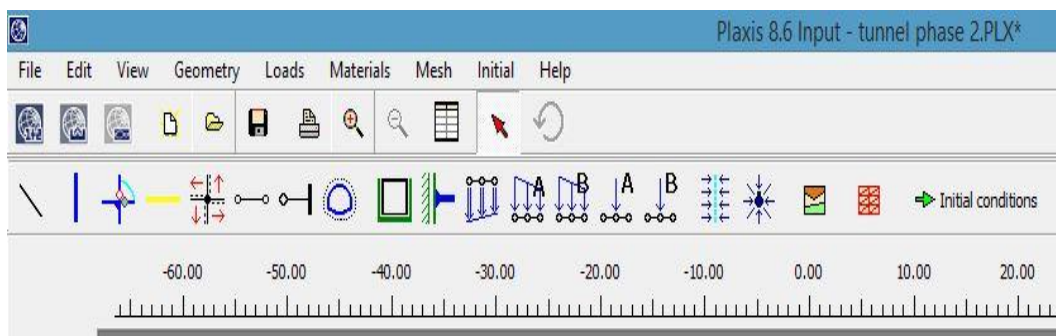 Plaxis 8.6 Input - tunnel phase 2.PLX*
File Edit View Geometry Loads Materials Mesh Initial Help
A B A B Initial conditions
-60.00 -50.00 -40.00 -30.00 -20.00 -10.00 0.00 10.00 20.00